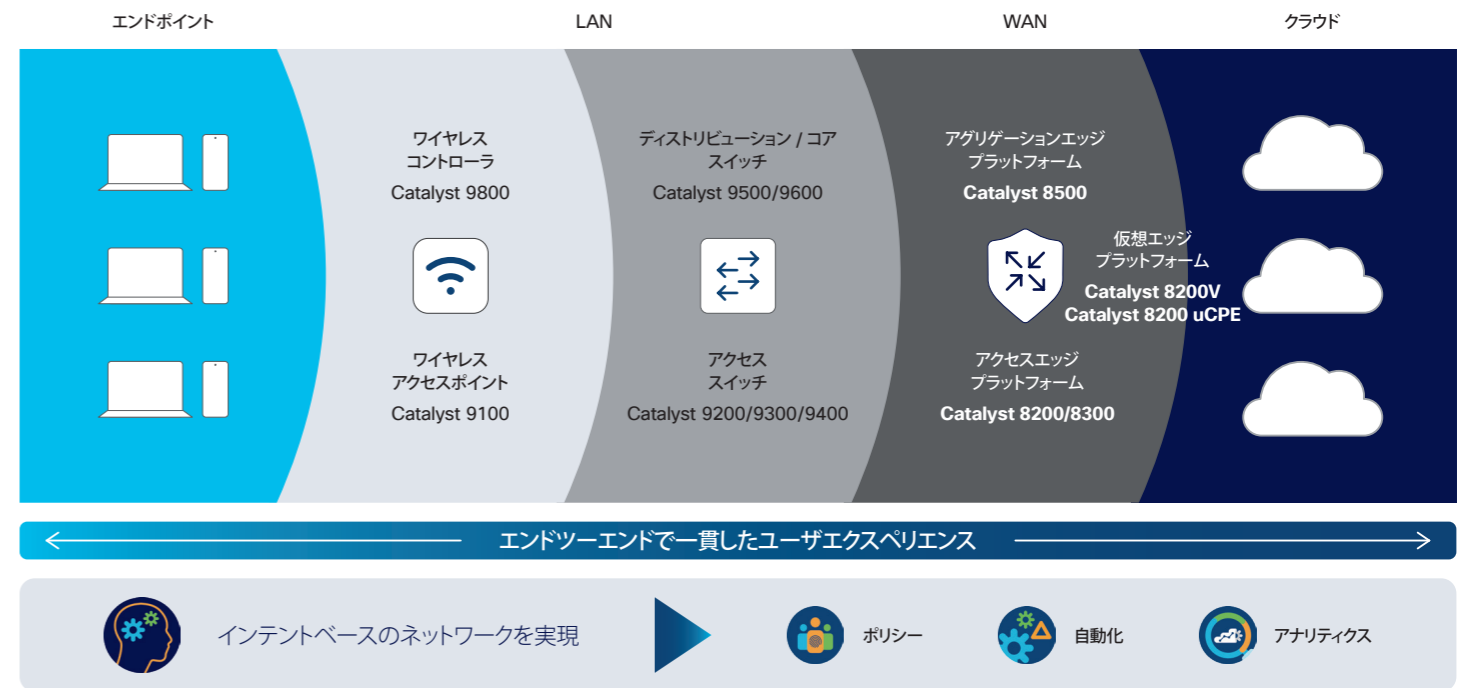 エンドポイント
LAN
WAN
クラウド
ワイヤレス
コントローラ
Catalyst 9800
ワイヤレス
アクセスポイント
Catalyst 9100
ディストリビューション / コア
スイッチ
Catalyst 9500/9600
アクセス
スイッチ
Catalyst 9200/9300/9400
アグリゲーションエッジ
プラットフォーム
Catalyst 8500
仮想エッジ
プラットフォーム
Catalyst 8200V
Catalyst 8200 uCPE
アクセスエッジ
プラットフォーム
Catalyst 8200/8300
エンドツーエンドで一貫したユーザエクスペリエンス
インテントベースのネットワークを実現
ポリシー
自動化
アナリティクス